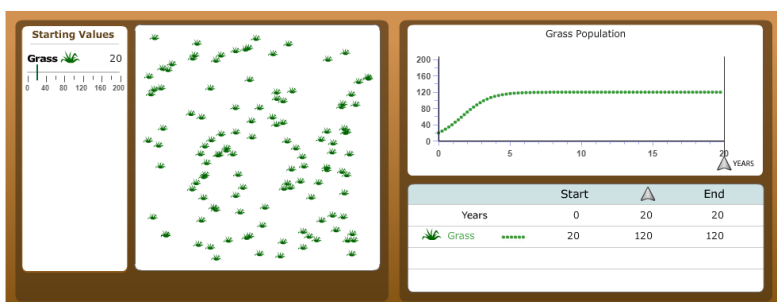 Starting Values
Grass 20
0 40 80 120 160 200
Grass Population
200
160
120
80
40
0
0 5 10 15 20
YEARS
Start End
Years 0 20 20
Grass 20 120 120